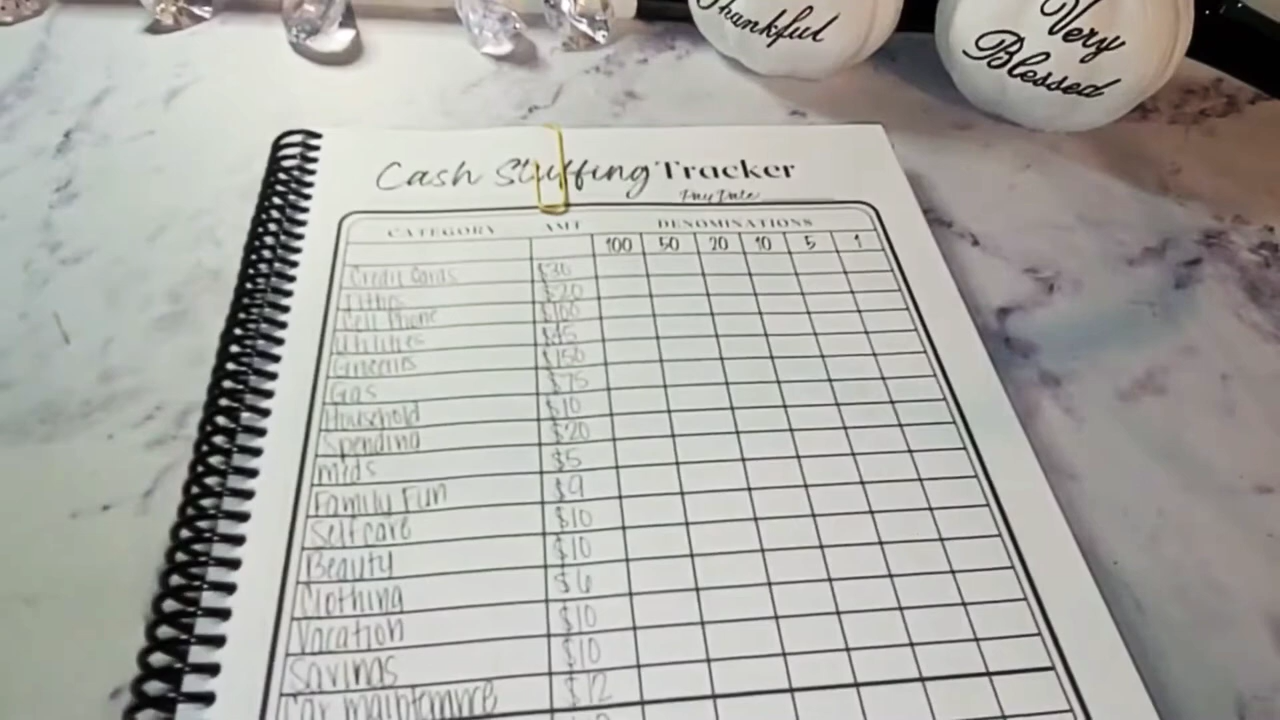 Thankful
Very
Blessed
Cash Stuffing Tracker
Pay Date
CATEGORY AMT DENOMINATIONS
100 50 20 10 5 1
Credit Cards $30
Tithes $20
Cell Phone $100
Utilities $45
Groceries $150
Gas $75
Household $10
Spending $20
Meds $5
Family Fun $9
Selfcare $10
Beauty $10
Clothing $6
Vacation $10
Savings $10
Car maintenance $12